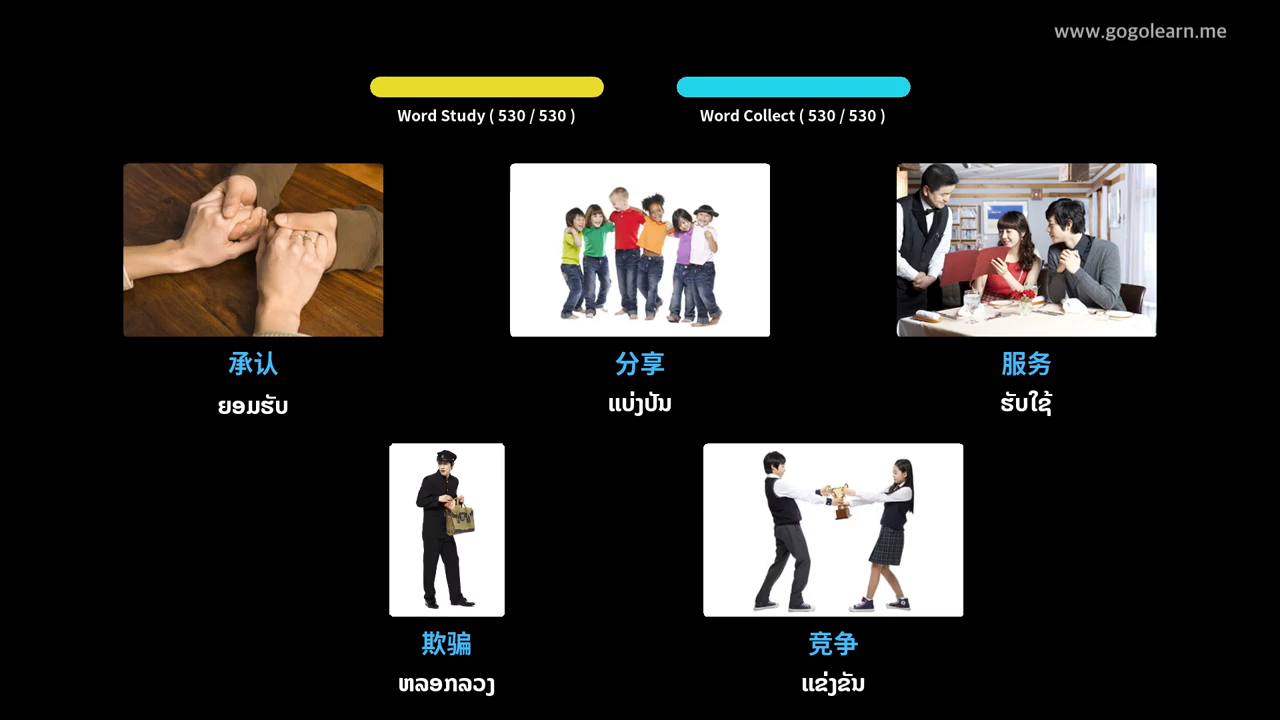 www.gogolearn.me
Word Study ( 530 / 530 )
Word Collect ( 530 / 530 )
承认
分享
服务
ຍອມຮັບ
ແບ່ງປັນ
ຮັບໃຊ້
欺骗
竞争
ຫລອກລວງ
ແຂ່ງຂັນ